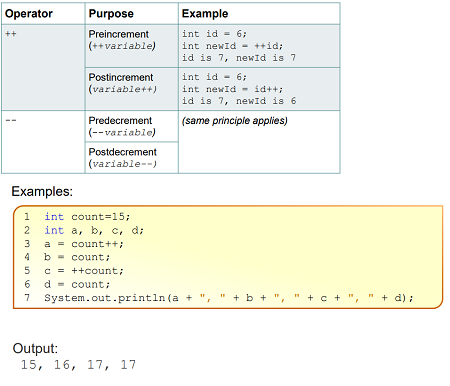 Operator Purpose Example
++ Preincrement int id = 6;
(++variable) int newId = ++id;
id is 7, newId is 7
Postincrement int id = 6;
(variable++) int newId = id++;
id is 7, newId is 6
-- Predecrement (same principle applies)
(--variable)
Postdecrement
(variable--)
Examples:
1 int count=15;
2 int a, b, c, d;
3 a = count++;
4 b = count;
5 c = ++count;
6 d = count;
7 System.out.println(a + ", " + b + ", " + c + ", " + d);
Output:
15, 16, 17, 17